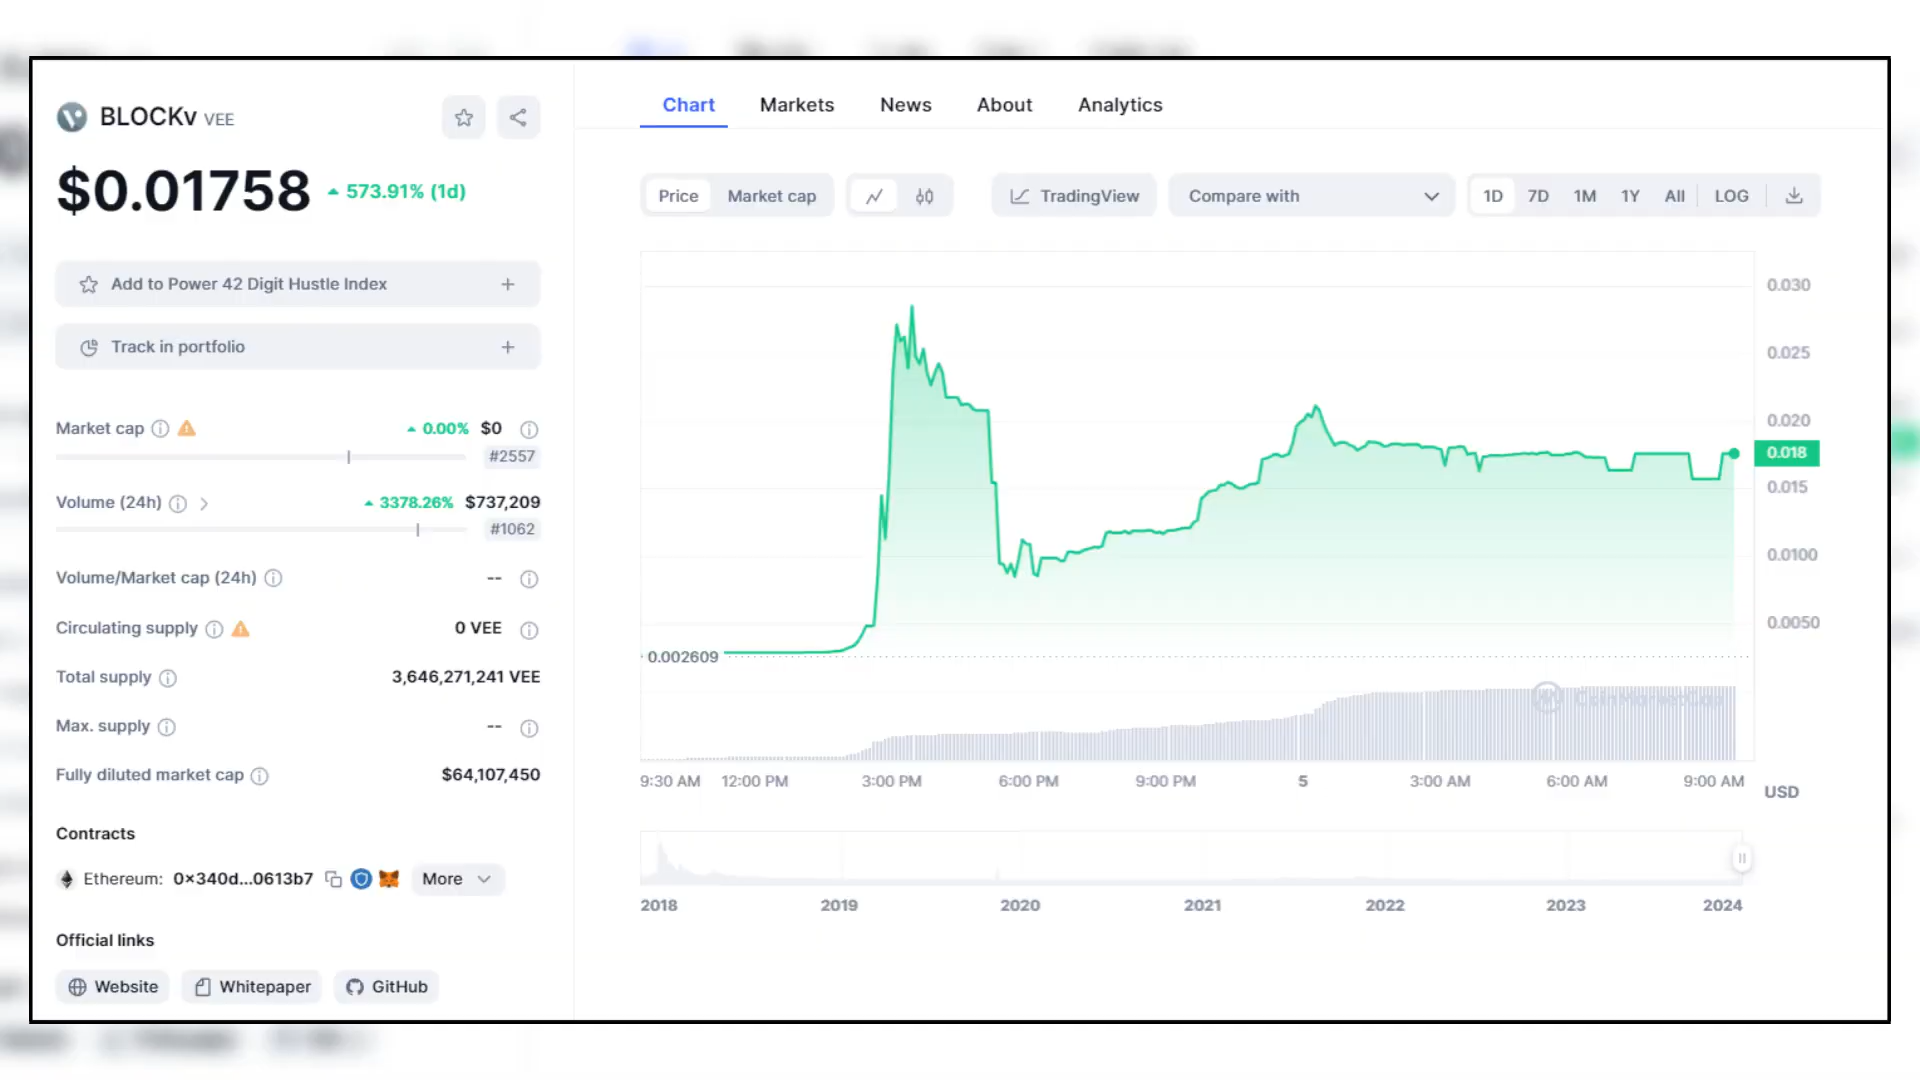 BLOCKv VEE
$0.01758 573.91% (1d)
Add to Power 42 Digit Hustle Index +
Track in portfolio +
Market cap 0.00% $0
#2557
Volume (24h) 3378.26% $737,209
#1062
Volume/Market cap (24h) --
Circulating supply 0 VEE
Total supply 3,646,271,241 VEE
Max. supply --
Fully diluted market cap $64,107,450
Contracts
Ethereum: 0×340d...0613b7 More
Official links
Website Whitepaper GitHub
Chart Markets News About Analytics
Price Market cap TradingView Compare with 1D 7D 1M 1Y All LOG
0.030
0.025
0.020
0.018
0.015
0.0100
0.0050
0.002609
CoinMarketCap
9:30 AM 12:00 PM 3:00 PM 6:00 PM 9:00 PM 5 3:00 AM 6:00 AM 9:00 AM USD
2018 2019 2020 2021 2022 2023 2024